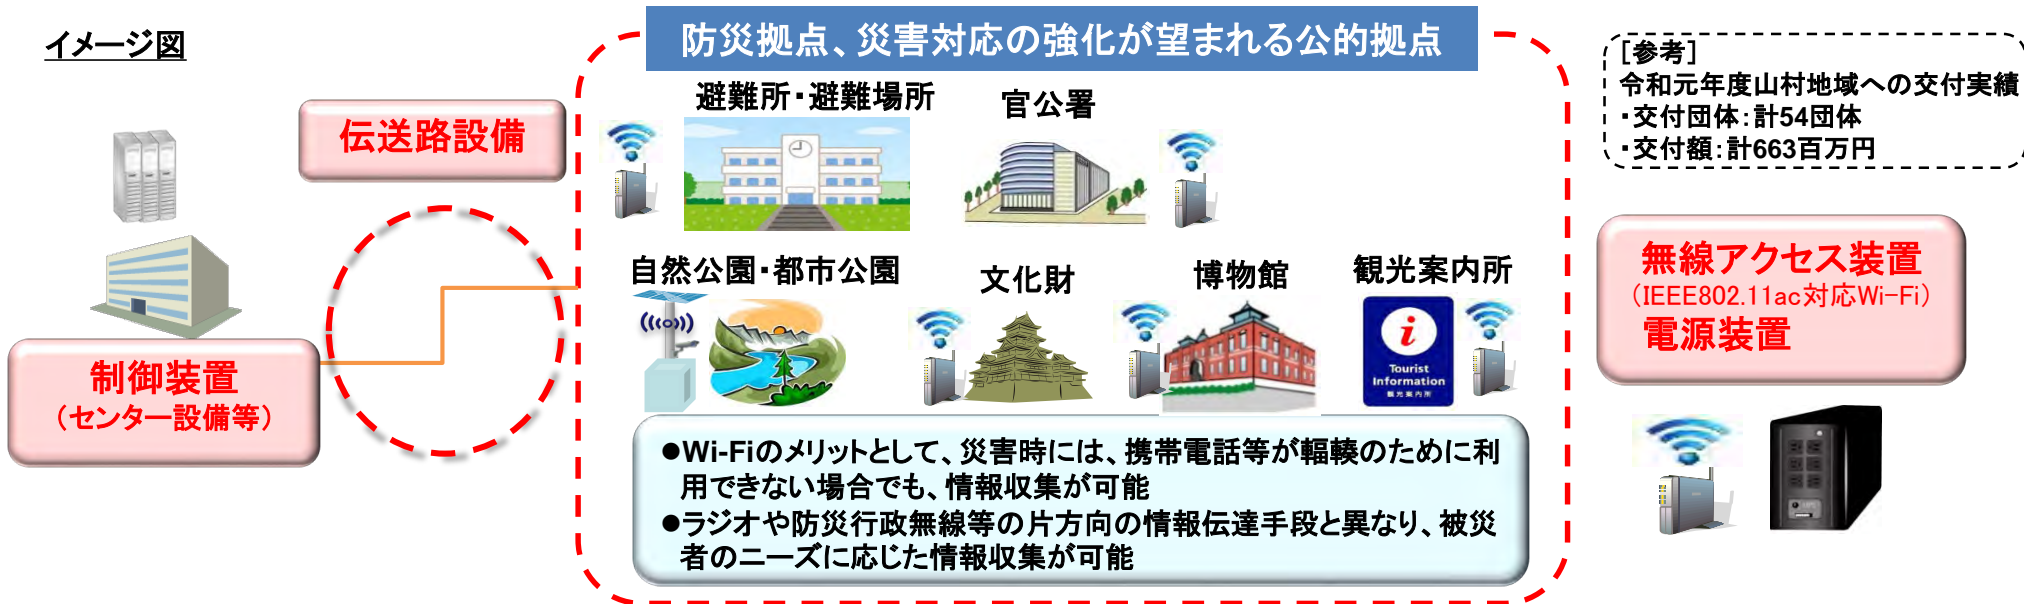 イメージ図
防災拠点、災害対応の強化が望まれる公的拠点
[参考]
令和元年度山村地域への交付実績
・交付団体：計54団体
・交付額：計663百万円
伝送路設備
避難所・避難場所
官公署
自然公園・都市公園
文化財
博物館
観光案内所
i
Tourist
Information
観光案内所
制御装置
（センター設備等）
無線アクセス装置
（IEEE802.11ac対応Wi-Fi）
電源装置
●Wi-Fiのメリットとして、災害時には、携帯電話等が輻輳のために利
用できない場合でも、情報収集が可能
●ラジオや防災行政無線等の片方向の情報伝達手段と異なり、被災
者のニーズに応じた情報収集が可能